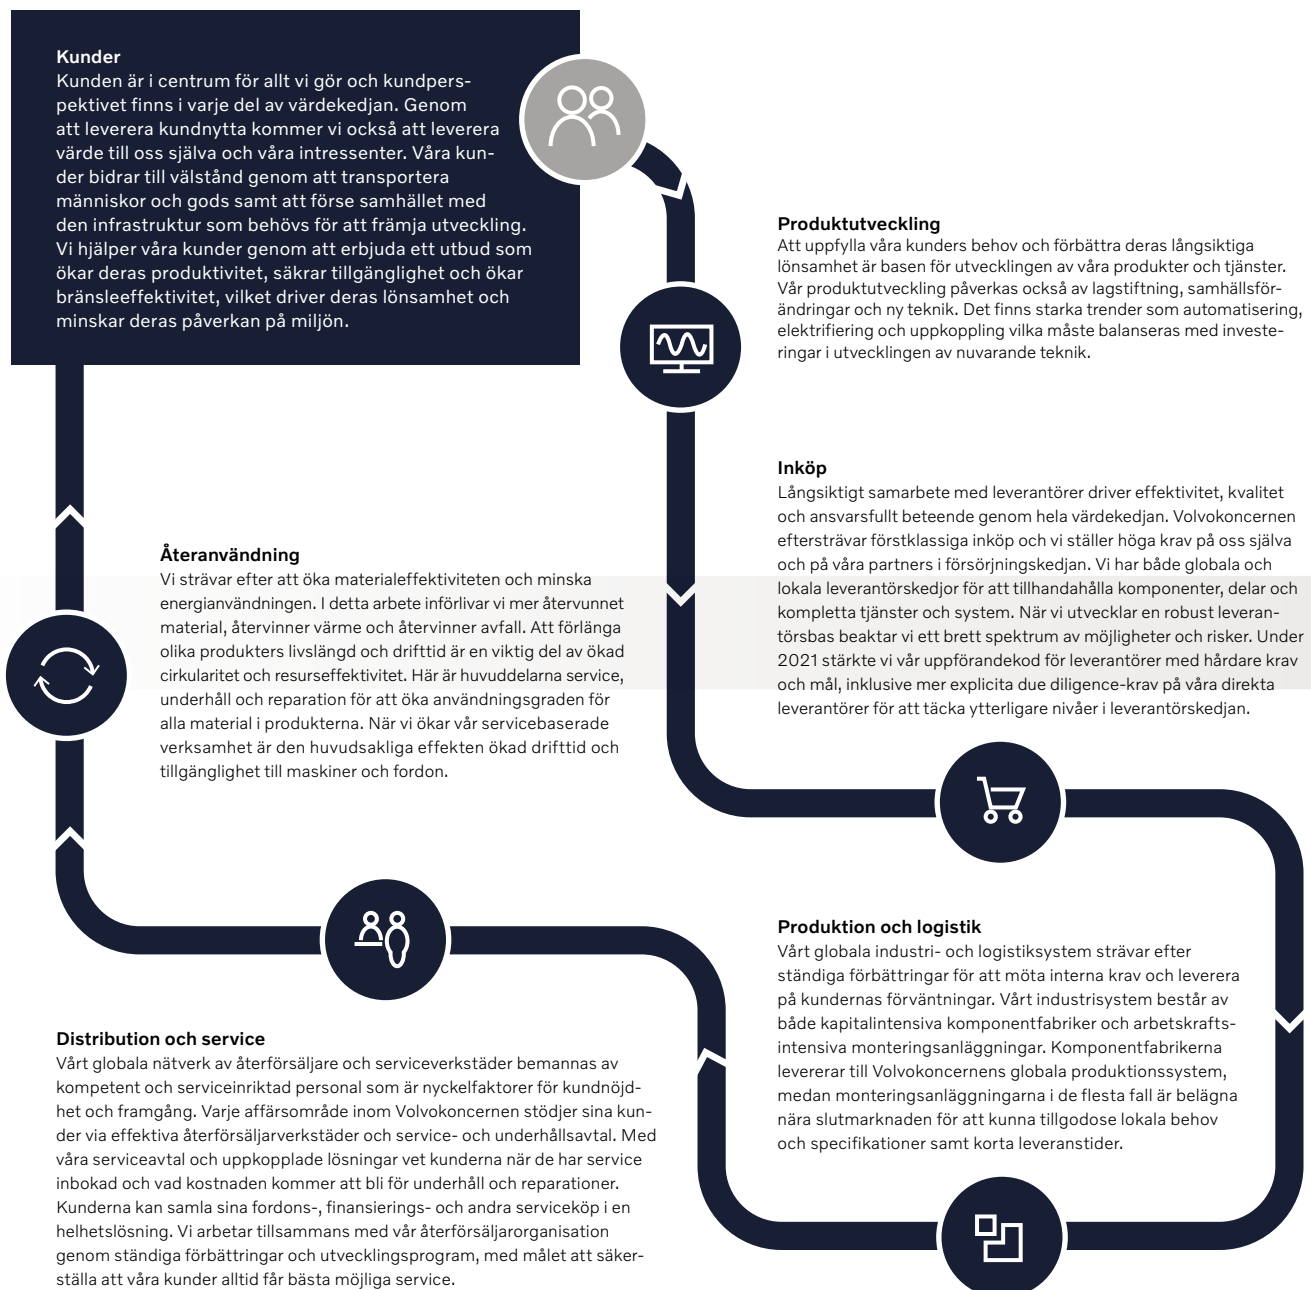 Kunder
Kunden är i centrum för allt vi gör och kundpers-
pektivet finns i varje del av värdekedjan. Genom
att leverera kundnytta kommer vi också att leverera
värde till oss själva och våra intressenter. Våra kun-
der bidrar till välstånd genom att transportera
människor och gods samt att förse samhället med
den infrastruktur som behövs för att främja utveckling.
Vi hjälper våra kunder genom att erbjuda ett utbud som
ökar deras produktivitet, säkrar tillgänglighet och ökar
bränsleeffektivitet, vilket driver deras lönsamhet och
minskar deras påverkan på miljön.
Produktutveckling
Att uppfylla våra kunders behov och förbättra deras långsiktiga
lönsamhet är basen för utvecklingen av våra produkter och tjänster.
Vår produktutveckling påverkas också av lagstiftning, samhällsför-
ändringar och ny teknik. Det finns starka trender som automatisering,
elektrifiering och uppkoppling vilka måste balanseras med investe-
ringar i utvecklingen av nuvarande teknik.
Inköp
Långsiktigt samarbete med leverantörer driver effektivitet, kvalitet
och ansvarsfullt beteende genom hela värdekedjan. Volvokoncernen
eftersträvar förstklassiga inköp och vi ställer höga krav på oss själva
och på våra partners i försörjningskedjan. Vi har både globala och
lokala leverantörskedjor för att tillhandahålla komponenter, delar och
kompletta tjänster och system. När vi utvecklar en robust leveran-
törsbas beaktar vi ett brett spektrum av möjligheter och risker. Under
2021 stärkte vi vår uppförandekod för leverantörer med hårdare krav
och mål, inklusive mer explicita due diligence-krav på våra direkta
leverantörer för att täcka ytterligare nivåer i leverantörskedjan.
Återanvändning
Vi strävar efter att öka materialeffektiviteten och minska
energianvändningen. I detta arbete införlivar vi mer återvunnet
material, återvinner värme och återvinner avfall. Att förlänga
olika produkters livslängd och drifttid är en viktig del av ökad
cirkularitet och resurseffektivitet. Här är huvuddelarna service,
underhåll och reparation för att öka användningsgraden för
alla material i produkterna. När vi ökar vår servicebaserade
verksamhet är den huvudsakliga effekten ökad drifttid och
tillgänglighet till maskiner och fordon.
Produktion och logistik
Vårt globala industri- och logistiksystem strävar efter
ständiga förbättringar för att möta interna krav och leverera
på kundernas förväntningar. Vårt industrisystem består av
både kapitalintensiva komponentfabriker och arbetskrafts-
intensiva monteringsanläggningar. Komponentfabrikerna
levererar till Volvokoncernens globala produktionssystem,
medan monteringsanläggningarna i de flesta fall är belägna
nära slutmarknaden för att kunna tillgodose lokala behov
och specifikationer samt korta leveranstider.
Distribution och service
Vårt globala nätverk av återförsäljare och serviceverkstäder bemannas av
kompetent och serviceinriktad personal som är nyckelfaktorer för kundnöjd-
het och framgång. Varje affärsområde inom Volvokoncernen stödjer sina kun-
der via effektiva återförsäljarverkstäder och service- och underhållsavtal. Med
våra serviceavtal och uppkopplade lösningar vet kunderna när de har service
inbokad och vad kostnaden kommer att bli för underhåll och reparationer.
Kunderna kan samla sina fordons-, finansierings- och andra serviceköp i en
helhetslösning. Vi arbetar tillsammans med vår återförsäljarorganisation
genom ständiga förbättringar och utvecklingsprogram, med målet att säker-
ställa att våra kunder alltid får bästa möjliga service.